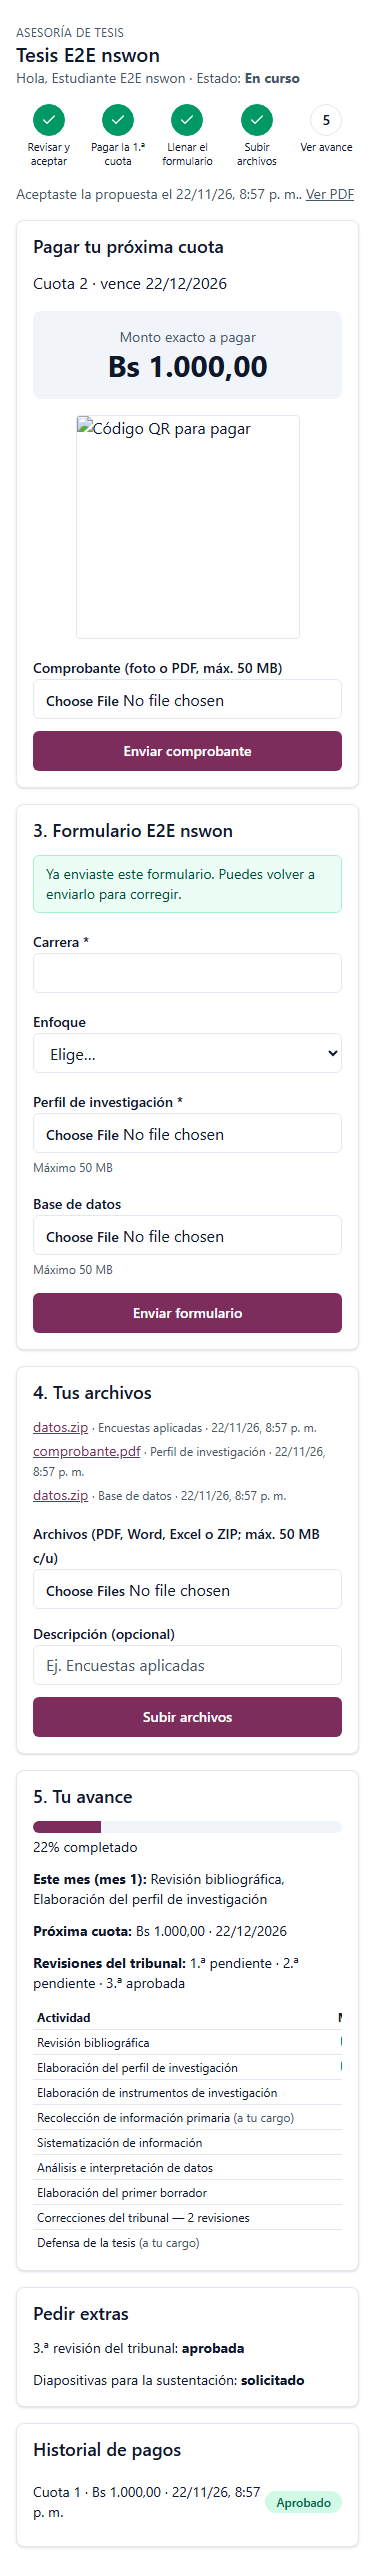 ASESORÍA DE TESIS
Tesis E2E nswon
Hola, Estudiante E2E nswon · Estado: En curso
5
Revisar y
aceptar
Pagar la 1.ª
cuota
Llenar el
formulario
Subir
archivos
Ver avance
Aceptaste la propuesta el 22/11/26, 8:57 p. m.. Ver PDF
Pagar tu próxima cuota
Cuota 2 · vence 22/12/2026
Monto exacto a pagar
Bs 1.000,00
Código QR para pagar
Comprobante (foto o PDF, máx. 50 MB)
Choose File No file chosen
Enviar comprobante
3. Formulario E2E nswon
Ya enviaste este formulario. Puedes volver a
enviarlo para corregir.
Carrera *
Enfoque
Elige...
Perfil de investigación *
Choose File No file chosen
Máximo 50 MB
Base de datos
Choose File No file chosen
Máximo 50 MB
Enviar formulario
4. Tus archivos
datos.zip · Encuestas aplicadas · 22/11/26, 8:57 p. m.
comprobante.pdf · Perfil de investigación · 22/11/26,
8:57 p. m.
datos.zip · Base de datos · 22/11/26, 8:57 p. m.
Archivos (PDF, Word, Excel o ZIP; máx. 50 MB
c/u)
Choose Files No file chosen
Descripción (opcional)
Ej. Encuestas aplicadas
Subir archivos
5. Tu avance
22% completado
Este mes (mes 1): Revisión bibliográfica,
Elaboración del perfil de investigación
Próxima cuota: Bs 1.000,00 · 22/12/2026
Revisiones del tribunal: 1.ª pendiente · 2.ª
pendiente · 3.ª aprobada
Actividad
Revisión bibliográfica
Elaboración del perfil de investigación
Elaboración de instrumentos de investigación
Recolección de información primaria (a tu cargo)
Sistematización de información
Análisis e interpretación de datos
Elaboración del primer borrador
Correcciones del tribunal — 2 revisiones
Defensa de la tesis (a tu cargo)
Pedir extras
3.ª revisión del tribunal: aprobada
Diapositivas para la sustentación: solicitado
Historial de pagos
Cuota 1 · Bs 1.000,00 · 22/11/26, 8:57
p. m.
Aprobado